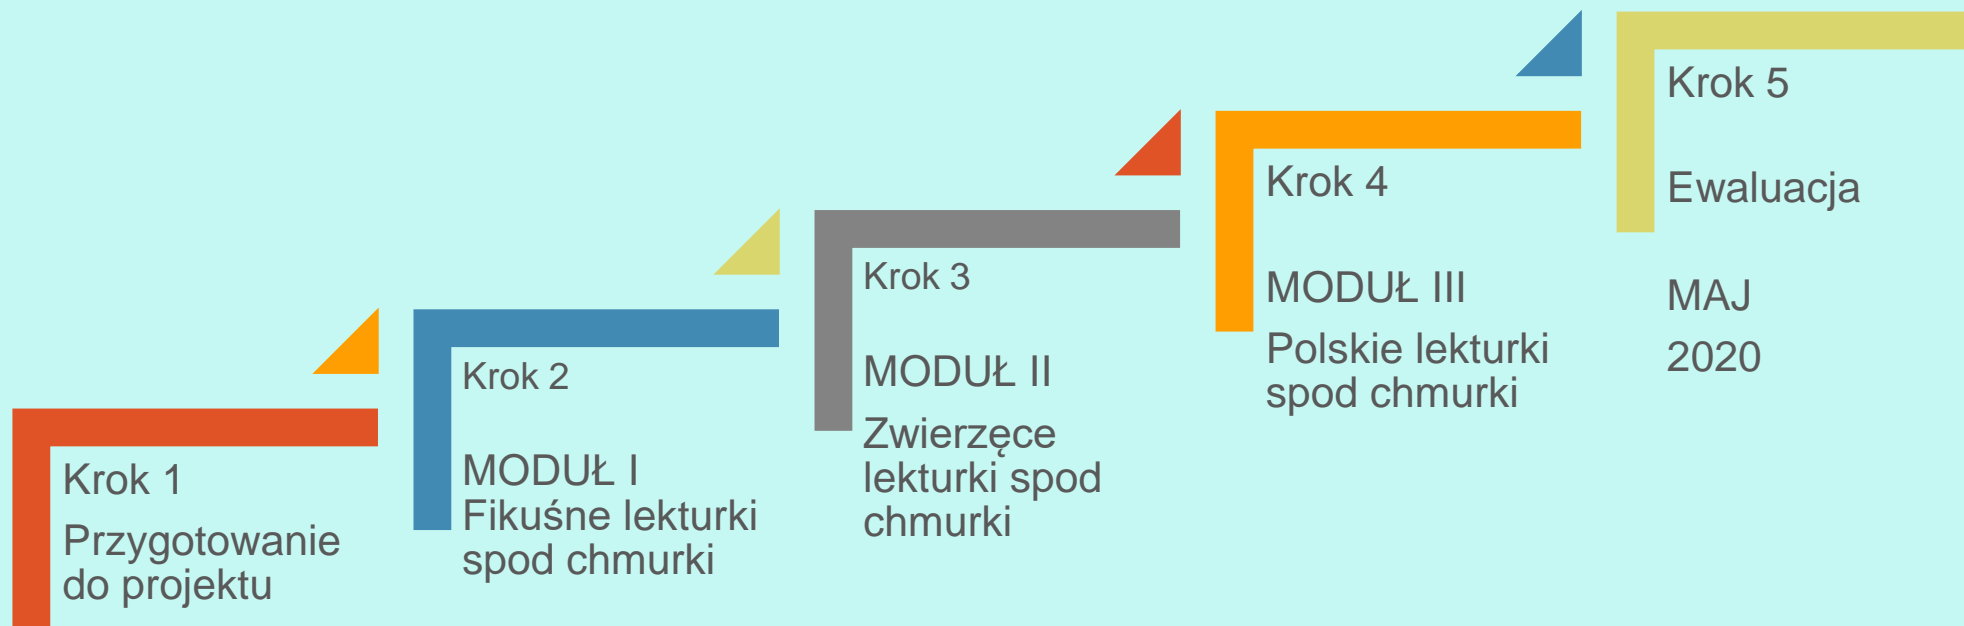 Krok 1
Przygotowanie
do projektu
Krok 2
MODUŁ I
Fikuśne lekturki
spod chmurki
Krok 3
MODUŁ II
Zwierzęce
lekturki spod
chmurki
Krok 4
MODUŁ III
Polskie lekturki
spod chmurki
Krok 5
Ewaluacja
MAJ
2020